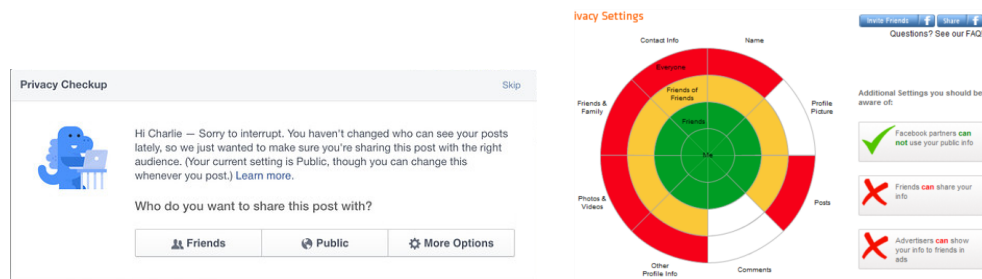 Privacy Checkup
Skip
Hi Charlie — Sorry to interrupt. You haven't changed who can see your posts
lately, so we just wanted to make sure you're sharing this post with the right
audience. (Your current setting is Public, though you can change this
whenever you post.) Learn more.
Who do you want to share this post with?
Friends
Public
More Options
ivacy Settings
Invite Friends
Share
Questions? See our FAQ!
Contact Info
Name
Everyone
Friends of
Friends
Friends
Me
Friends &
Family
Profile
Picture
Photos &
Videos
Posts
Other
Profile Info
Comments
Additional Settings you should be
aware of:
Facebook partners can
not use your public info
Friends can share your
info
Advertisers can show
your info to friends in
ads